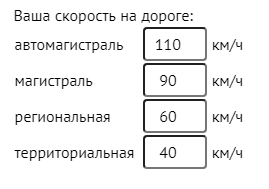 Ваша скорость на дороге:
автомагистраль 110 км/ч
магистраль 90 км/ч
региональная 60 км/ч
территориальная 40 км/ч